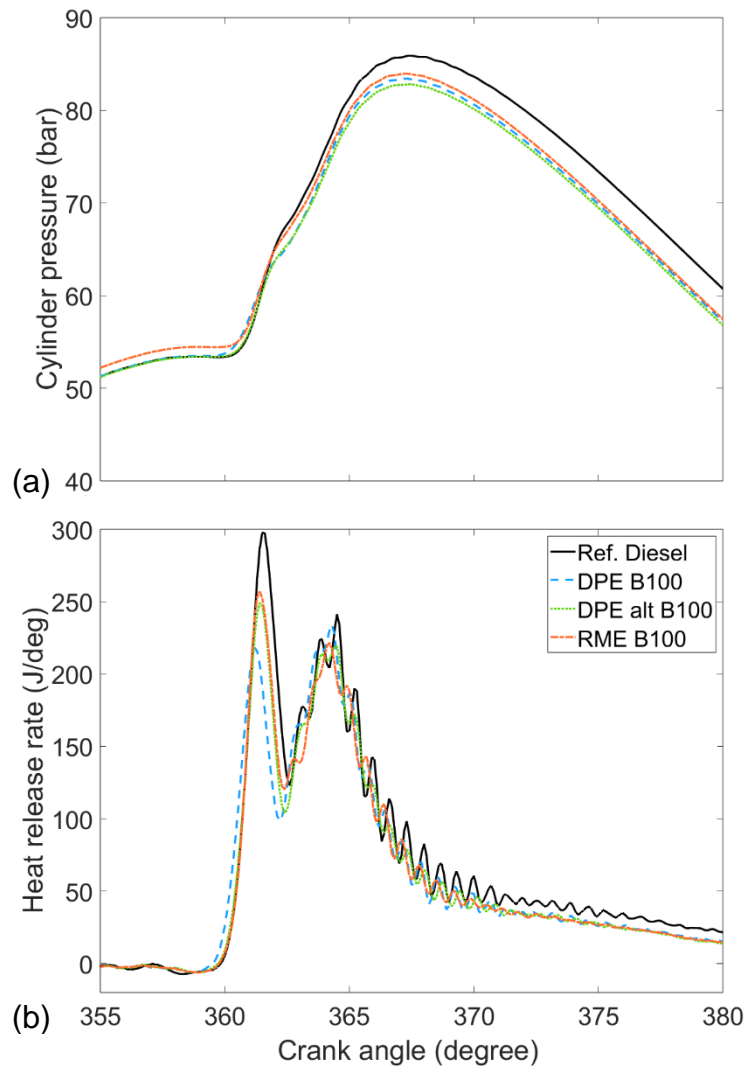 90
80
70
60
50
40
Cylinder pressure (bar)
(a)
300
250
200
150
100
50
0
Heat release rate (J/deg)
Ref. Diesel
DPE B100
DPE alt B100
RME B100
(b)
355 360 365 370 375 380
Crank angle (degree)